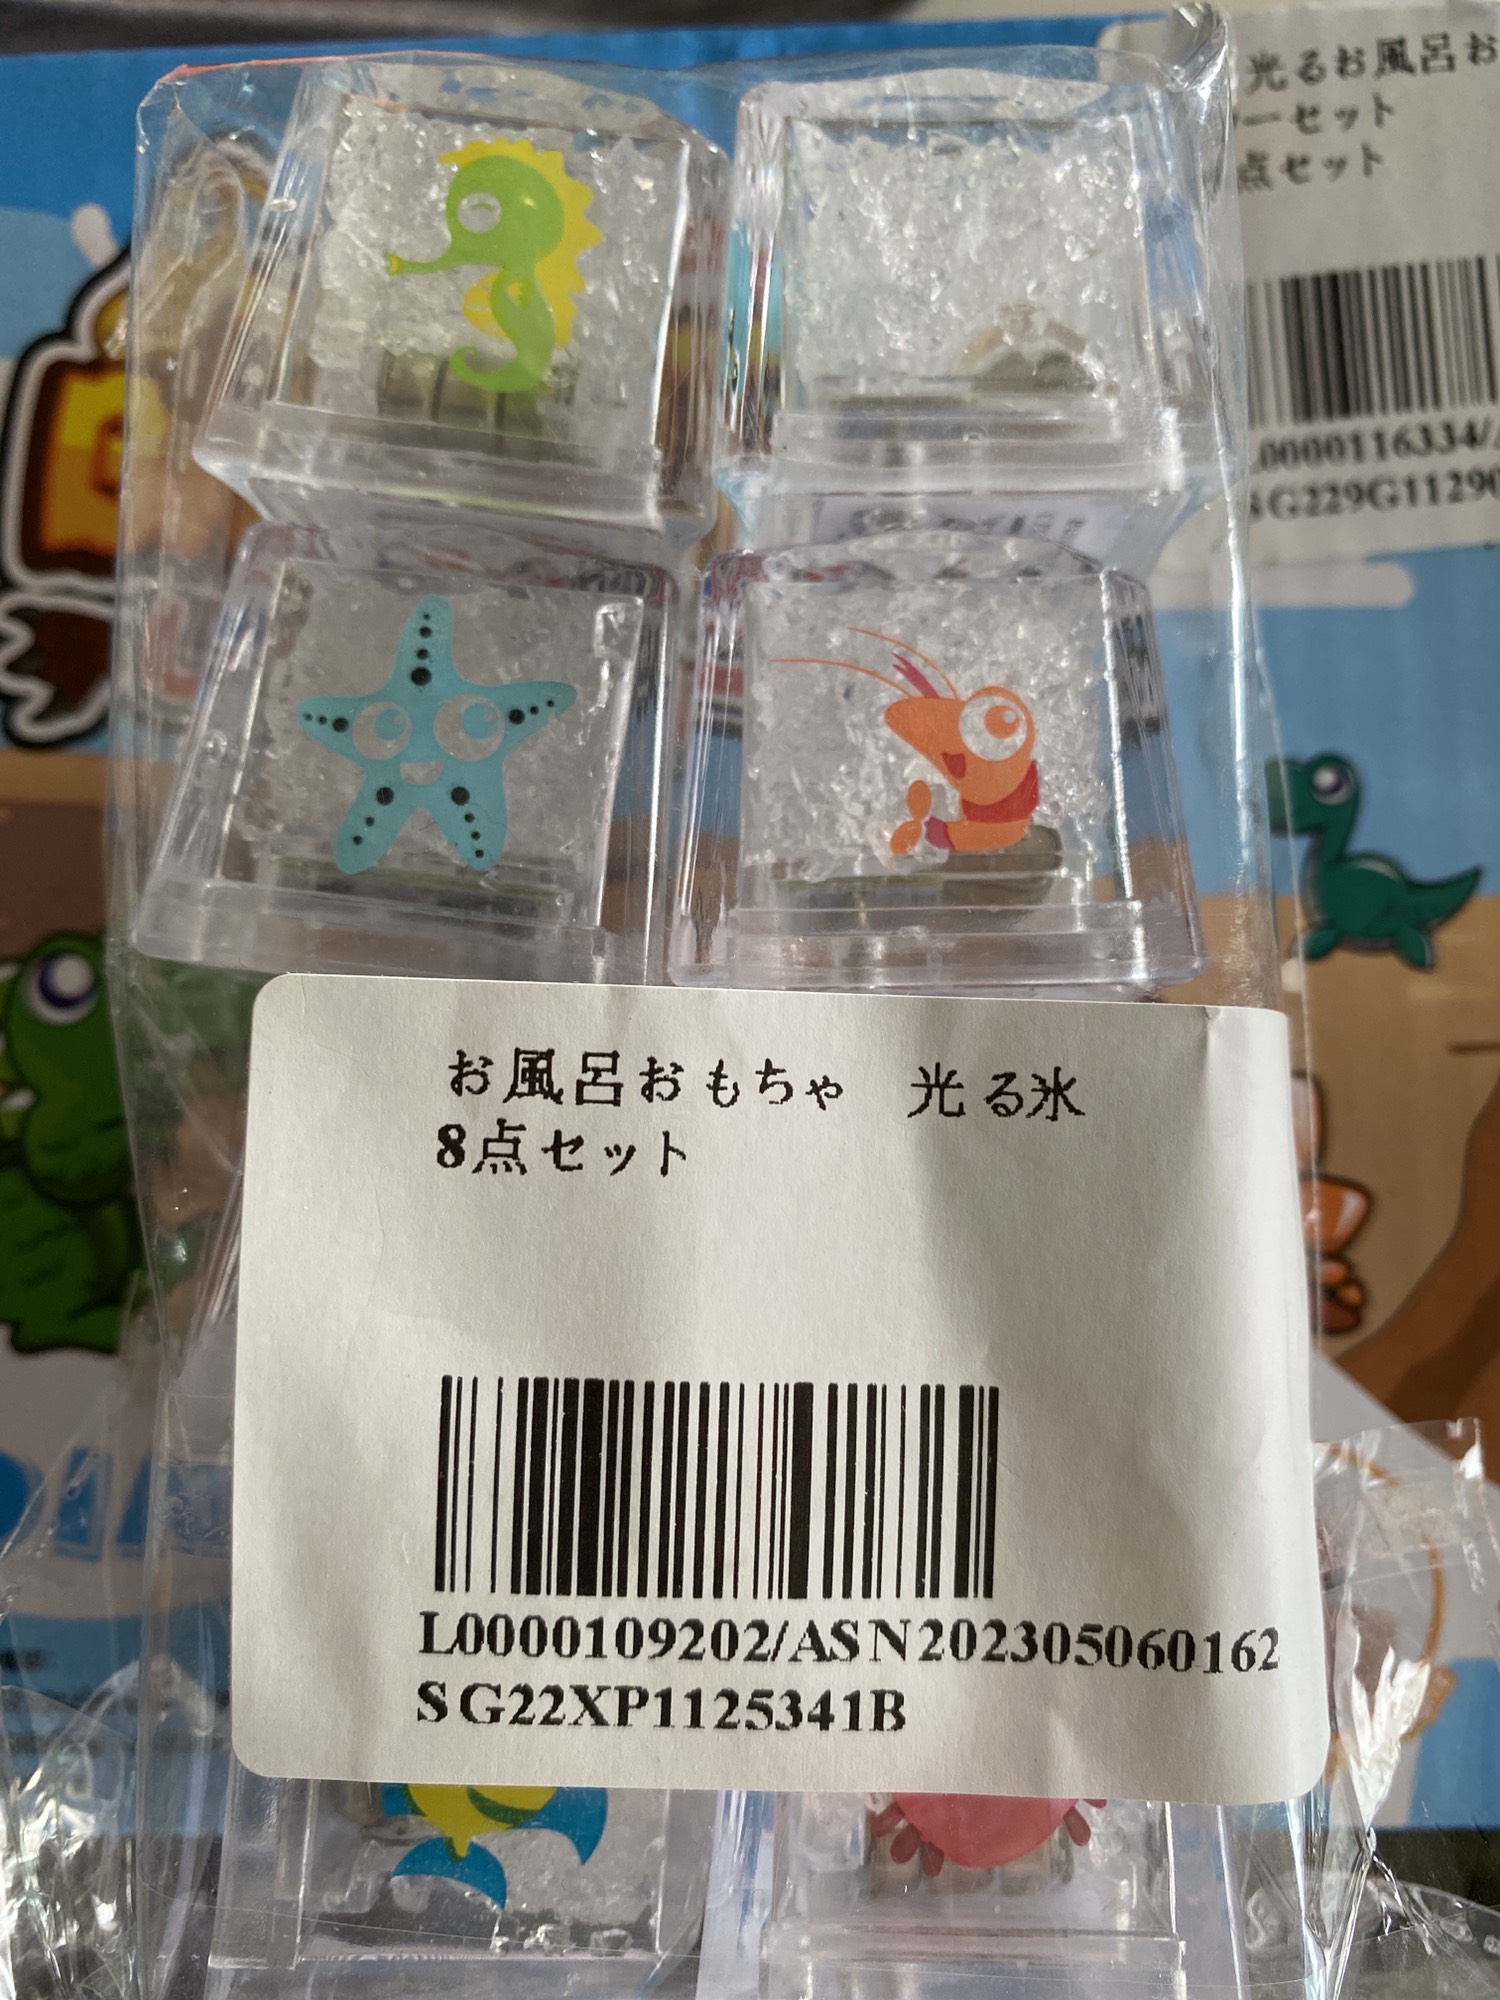 光るお風呂お
ーセット
点セット
0000116334/
SG229G11290
お風呂おもちゃ 光る氷
8点セット
L0000109202/ASN202305060162
SG22XP1125341B